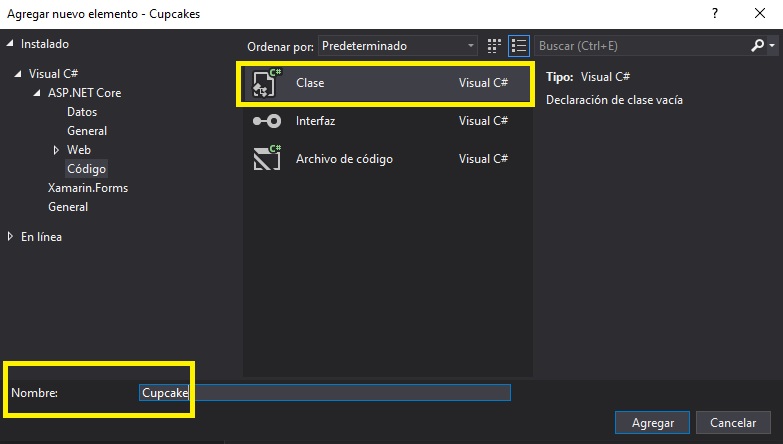 Agregar nuevo elemento - Cupcakes ? ×
Instalado
Ordenar por: Predeterminado
Buscar (Ctrl+E)
Visual C#
ASP.NET Core
Datos
General
Web
Código
Xamarin.Forms
General
En línea
C# Clase Visual C#
Interfaz Visual C#
C# Archivo de código Visual C#
Tipo: Visual C#
Declaración de clase vacía
Nombre: Cupcake
Agregar Cancelar